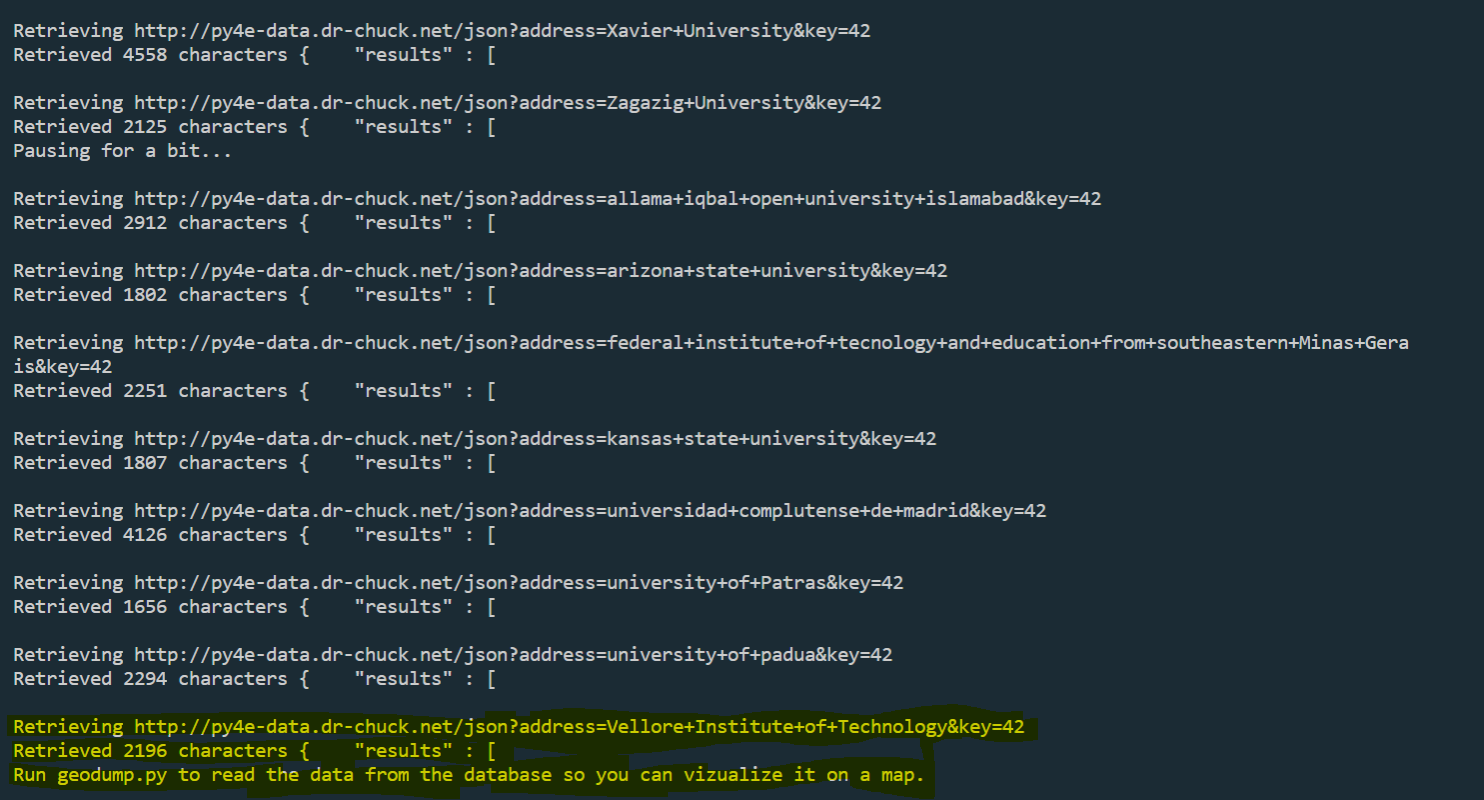 Retrieving http://py4e-data.dr-chuck.net/json?address=Xavier+University&key=42
Retrieved 4558 characters {    "results" : [
Retrieving http://py4e-data.dr-chuck.net/json?address=Zagazig+University&key=42
Retrieved 2125 characters {    "results" : [
Pausing for a bit...
Retrieving http://py4e-data.dr-chuck.net/json?address=allama+iqbal+open+university+islamabad&key=42
Retrieved 2912 characters {    "results" : [
Retrieving http://py4e-data.dr-chuck.net/json?address=arizona+state+university&key=42
Retrieved 1802 characters {    "results" : [
Retrieving http://py4e-data.dr-chuck.net/json?address=federal+institute+of+tecnology+and+education+from+southeastern+Minas+Gera
is&key=42
Retrieved 2251 characters {    "results" : [
Retrieving http://py4e-data.dr-chuck.net/json?address=kansas+state+university&key=42
Retrieved 1807 characters {    "results" : [
Retrieving http://py4e-data.dr-chuck.net/json?address=universidad+complutense+de+madrid&key=42
Retrieved 4126 characters {    "results" : [
Retrieving http://py4e-data.dr-chuck.net/json?address=university+of+Patras&key=42
Retrieved 1656 characters {    "results" : [
Retrieving http://py4e-data.dr-chuck.net/json?address=university+of+padua&key=42
Retrieved 2294 characters {    "results" : [
Retrieving http://py4e-data.dr-chuck.net/json?address=Vellore+Institute+of+Technology&key=42
Retrieved 2196 characters {    "results" : [
Run geodump.py to read the data from the database so you can vizualize it on a map.